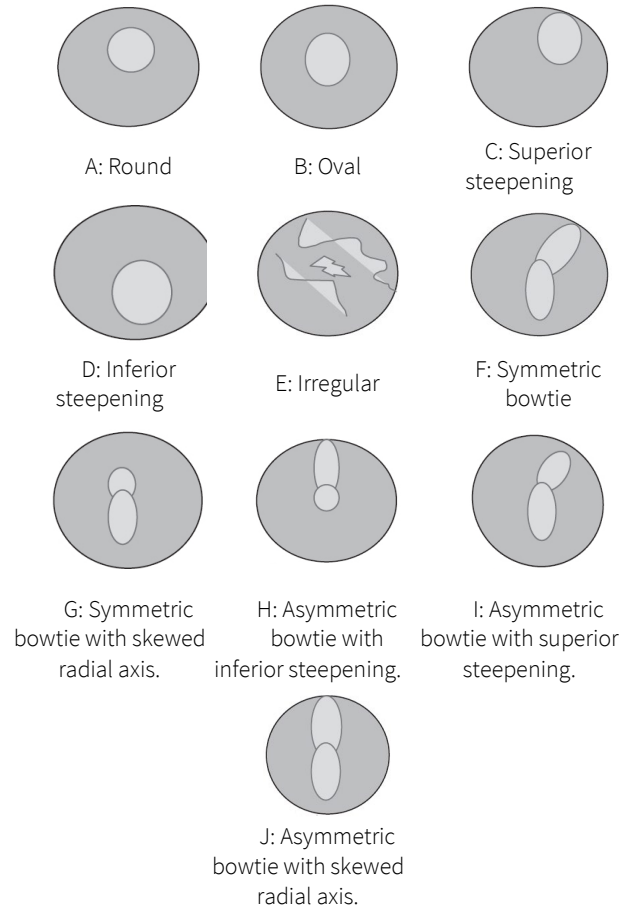 A: Round
B: Oval
C: Superior
steepening
D: Inferior
steepening
E: Irregular
F: Symmetric
bowtie
G: Symmetric
bowtie with skewed
radial axis.
H: Asymmetric
bowtie with
inferior steepening.
I: Asymmetric
bowtie with superior
steepening.
J: Asymmetric
bowtie with skewed
radial axis.